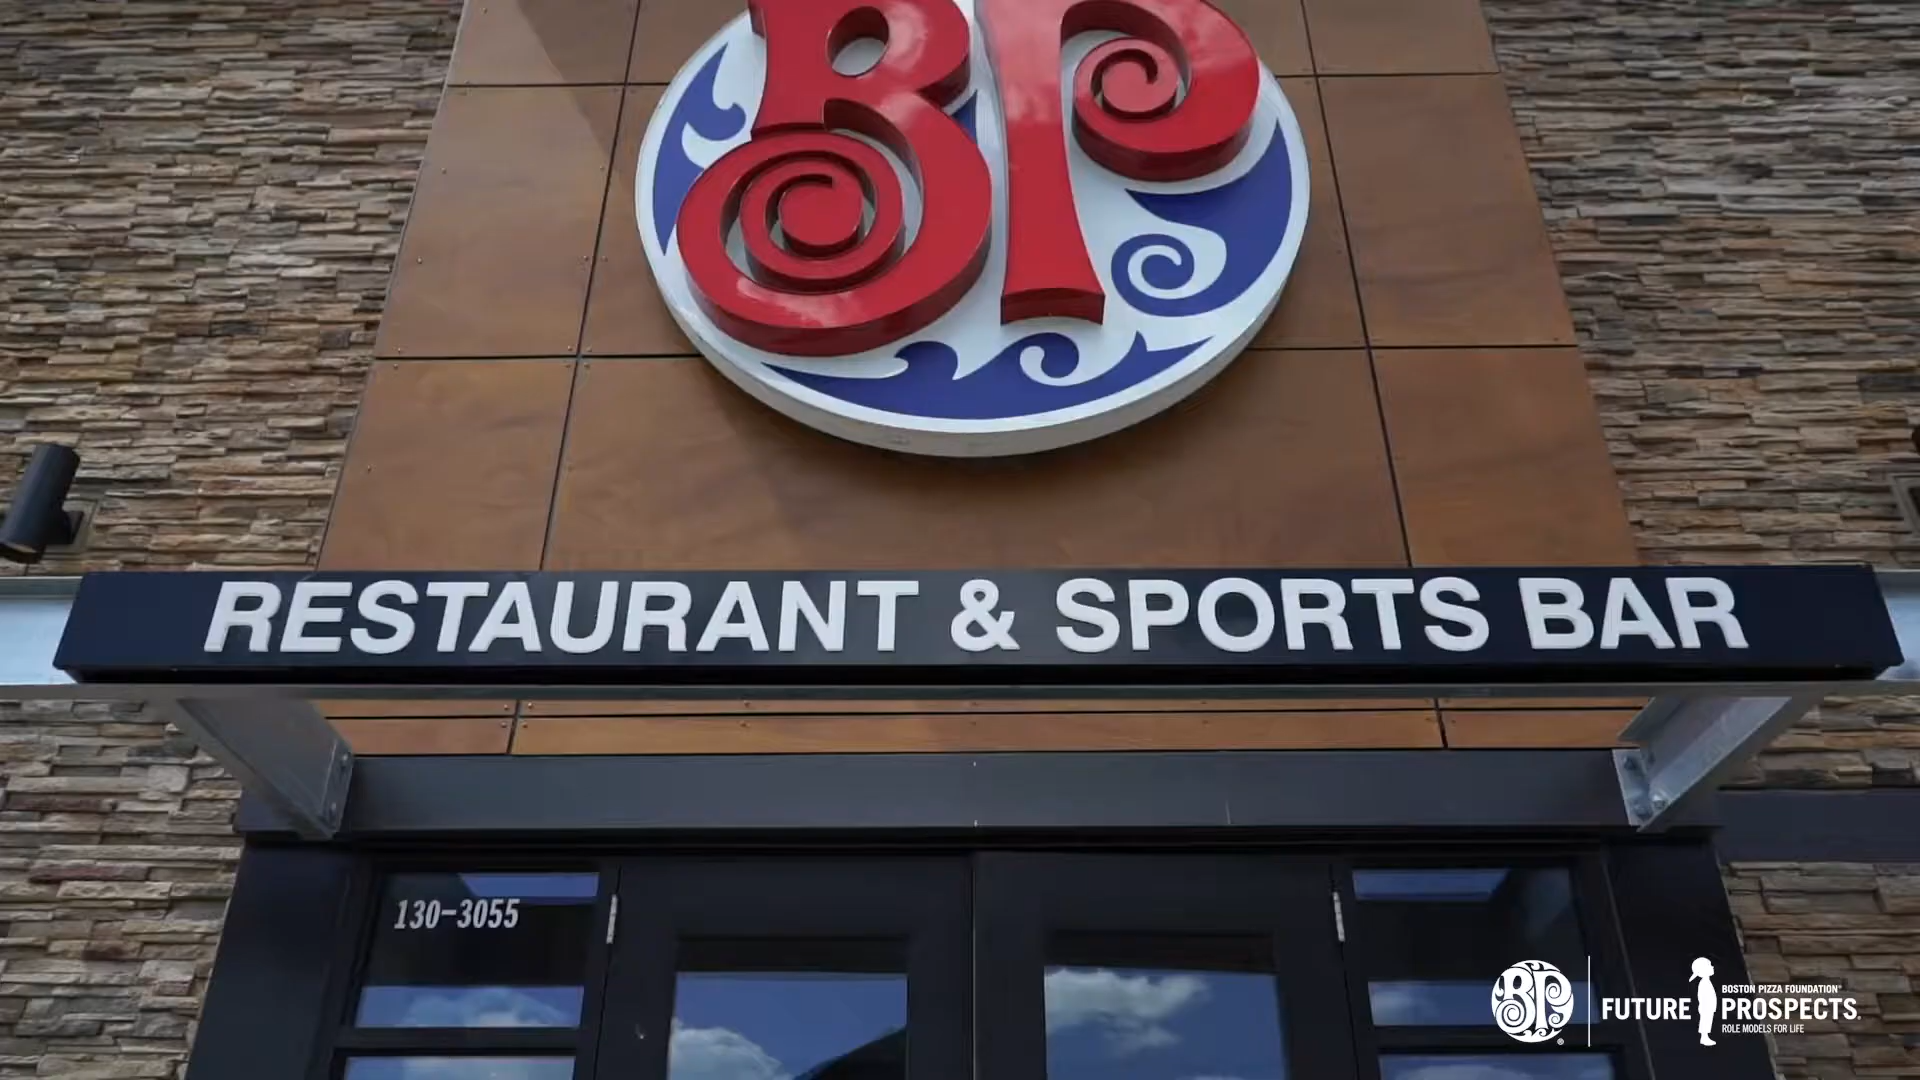 BP
RESTAURANT & SPORTS BAR
130-3055
BP
FUTURE PROSPECTS
BOSTON PIZZA FOUNDATION
ROLE MODELS FOR LIFE